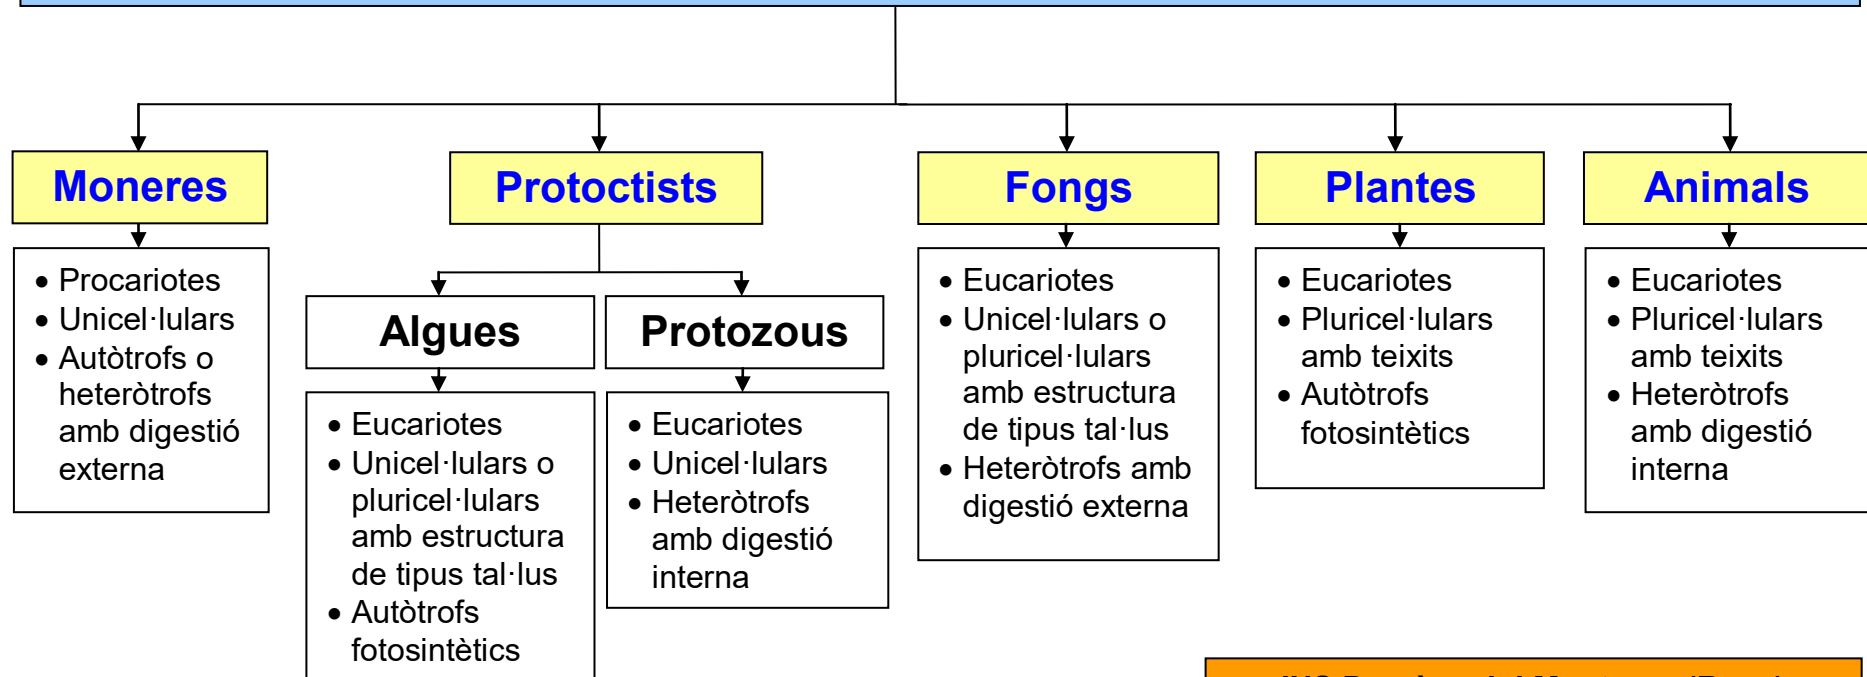 Moneres
Protoctists
Fongs
Plantes
Animals
• Procariotes
• Unicel·lulars
• Autòtrofs o
heteròtrofs
amb digestió
externa
Algues
Protozous
• Eucariotes
• Unicel·lulars o
pluricel·lulars
amb estructura
de tipus tal·lus
• Autòtrofs
fotosintètics
• Eucariotes
• Unicel·lulars
• Heteròtrofs
amb digestió
interna
• Eucariotes
• Unicel·lulars o
pluricel·lulars
amb estructura
de tipus tal·lus
• Heteròtrofs amb
digestió externa
• Eucariotes
• Pluricel·lulars
amb teixits
• Autòtrofs
fotosintètics
• Eucariotes
• Pluricel·lulars
amb teixits
• Heteròtrofs
amb digestió
interna